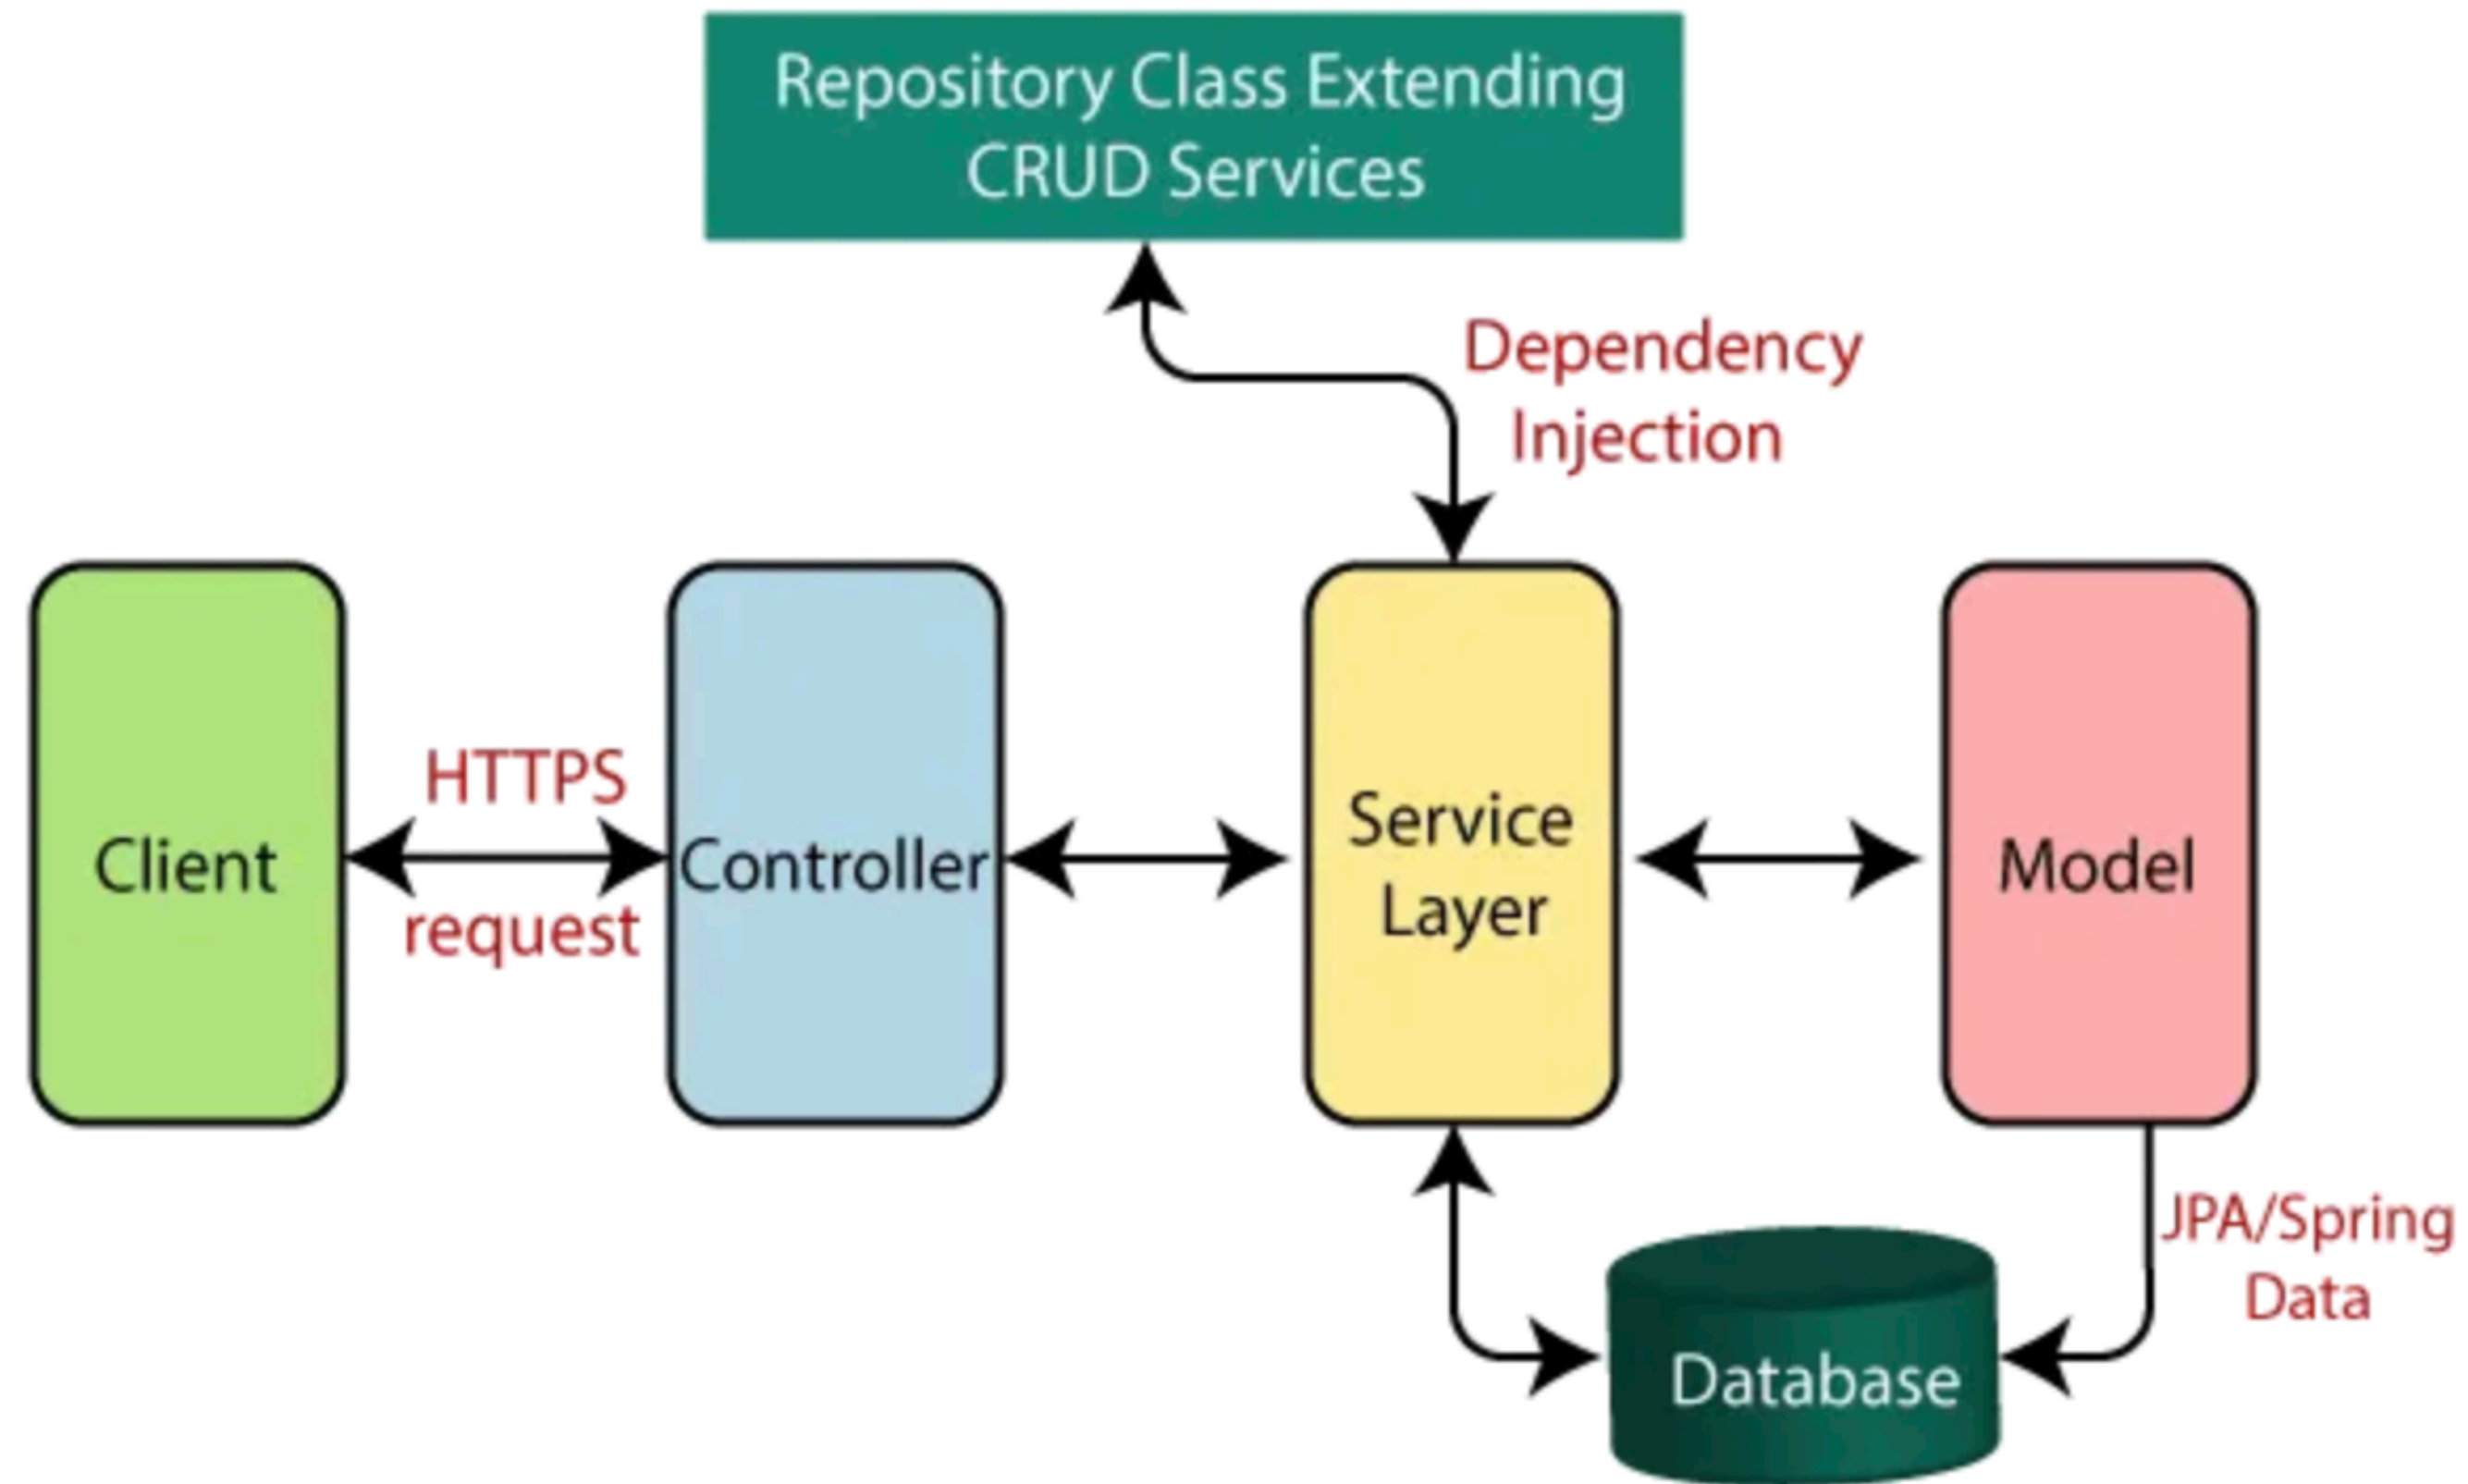 Repository Class Extending
CRUD Services
Dependency
Injection
Client
HTTPS
request
Controller
Service
Layer
Model
JPA/Spring
Data
Database